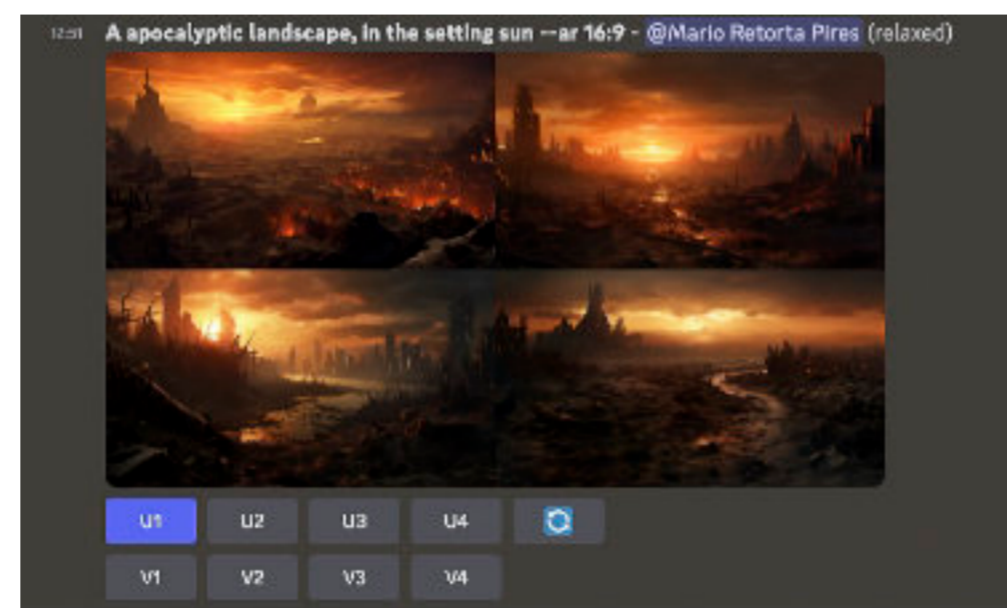 12:51 A apocalyptic landscape, in the setting sun --ar 16:9 - @Mario Retorta Pires (relaxed)
U1 U2 U3 U4
V1 V2 V3 V4